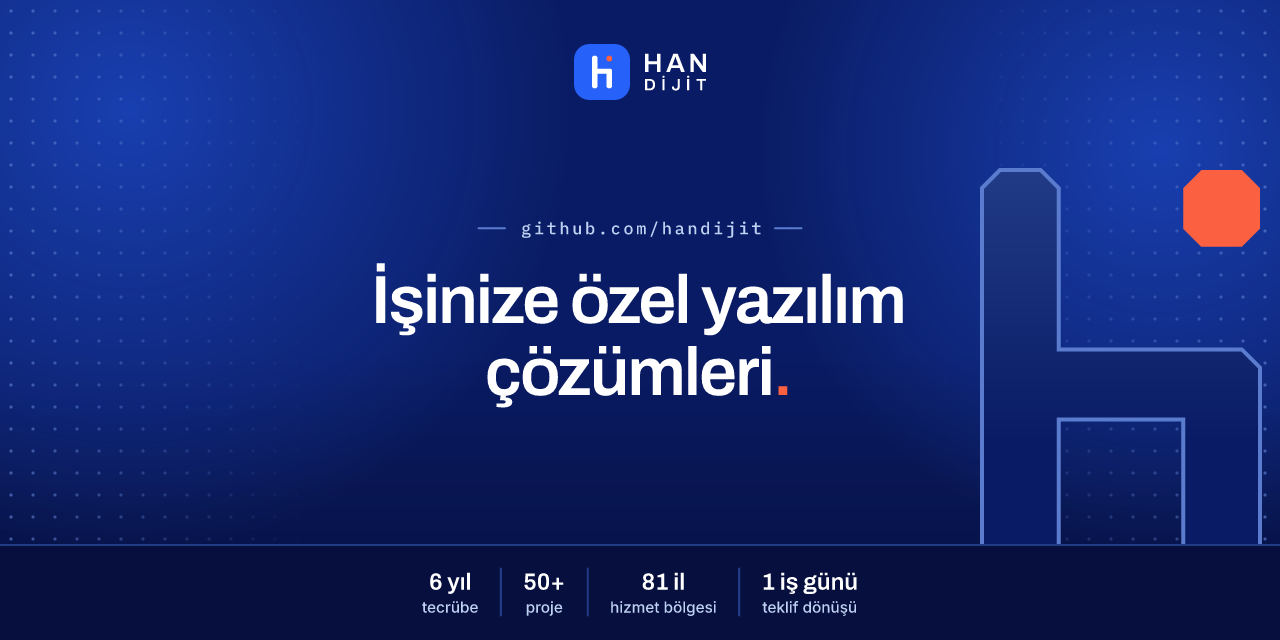 HAN
DİJİT
github.com/handijit
İşinize özel yazılım
çözümleri.
6 yıl
tecrübe
50+
proje
81 il
hizmet bölgesi
1 iş günü
teklif dönüşü